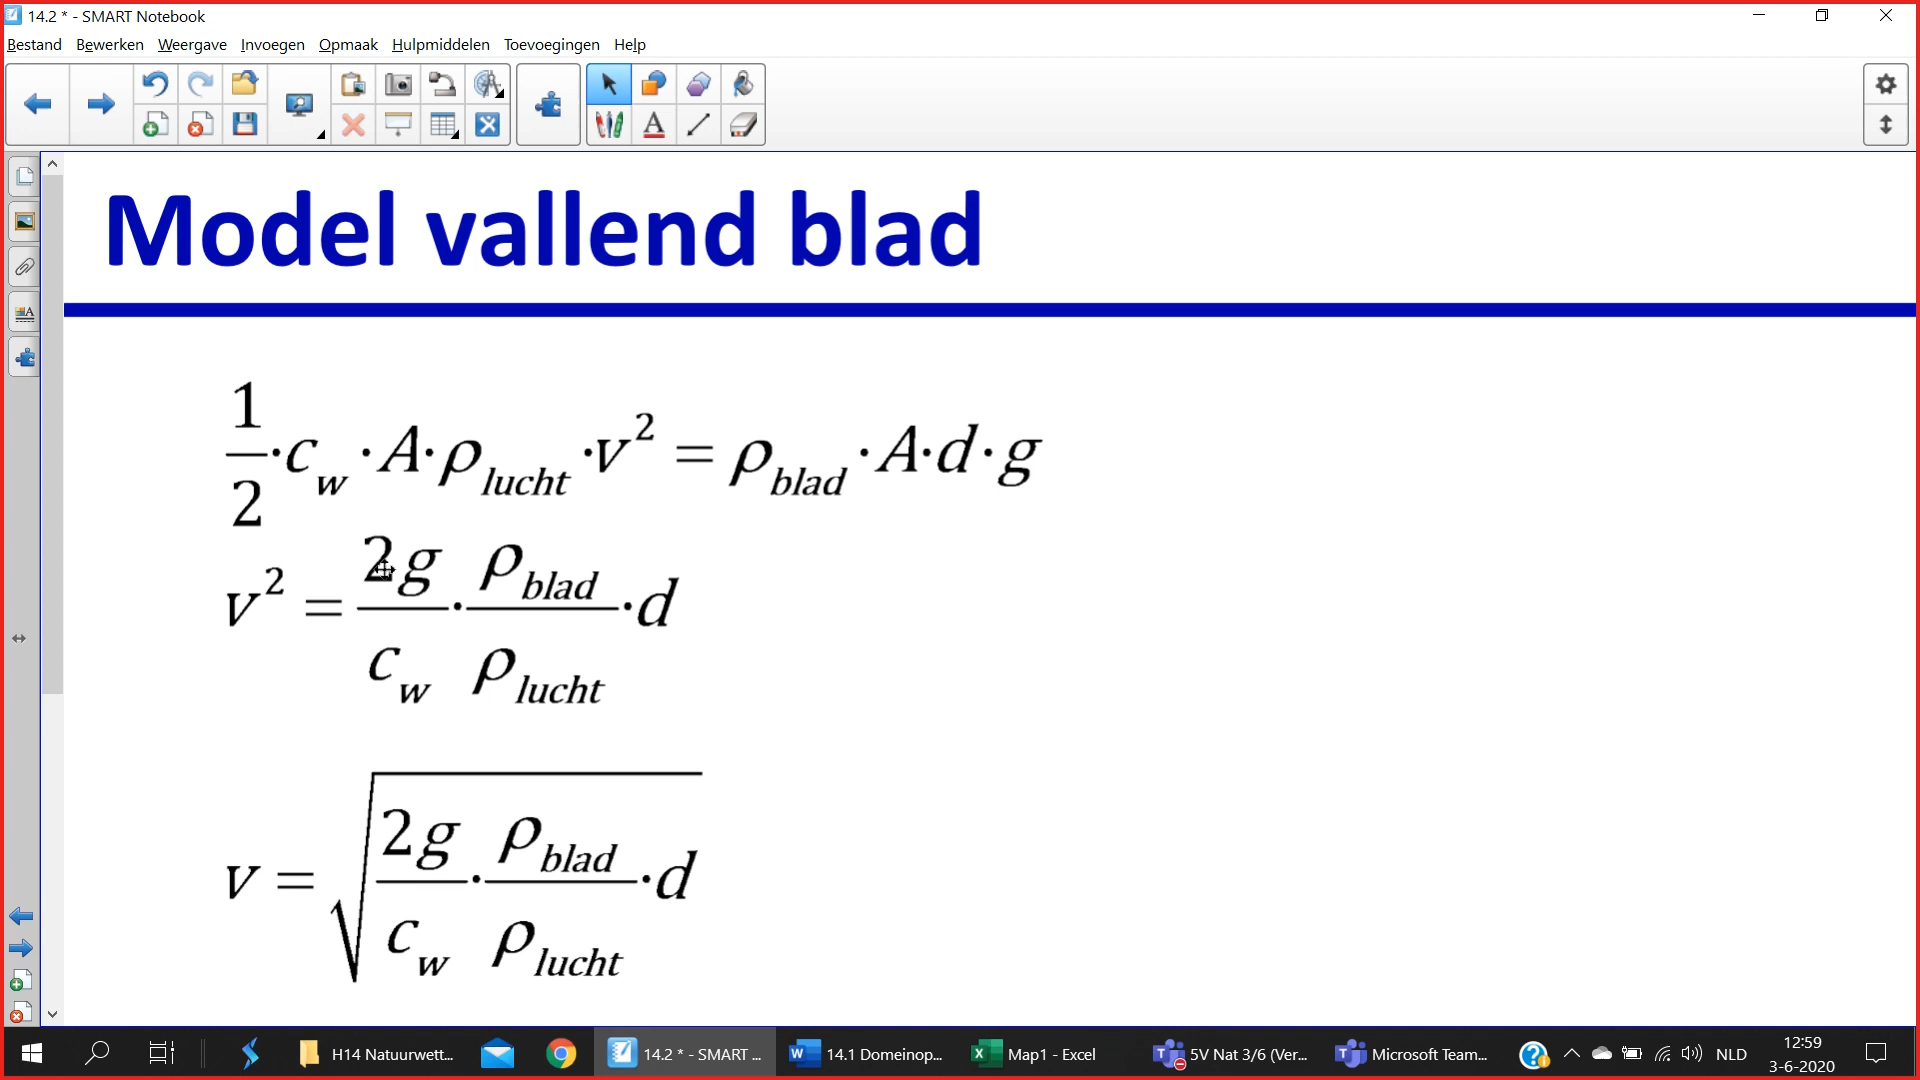 14.2 * - SMART Notebook
Bestand Bewerken Weergave Invoegen Opmaak Hulpmiddelen Toevoegingen Help
Model vallend blad
1/2 · c_w · A · ρ_lucht · v² = ρ_blad · A · d · g
v² = 2g/c_w · ρ_blad/ρ_lucht · d
v = √(2g/c_w · ρ_blad/ρ_lucht · d)
H14 Natuurwett... 14.2 * - SMART ... 14.1 Domeinop... Map1 - Excel 5V Nat 3/6 (Ver... Microsoft Team... NLD 12:59
3-6-2020